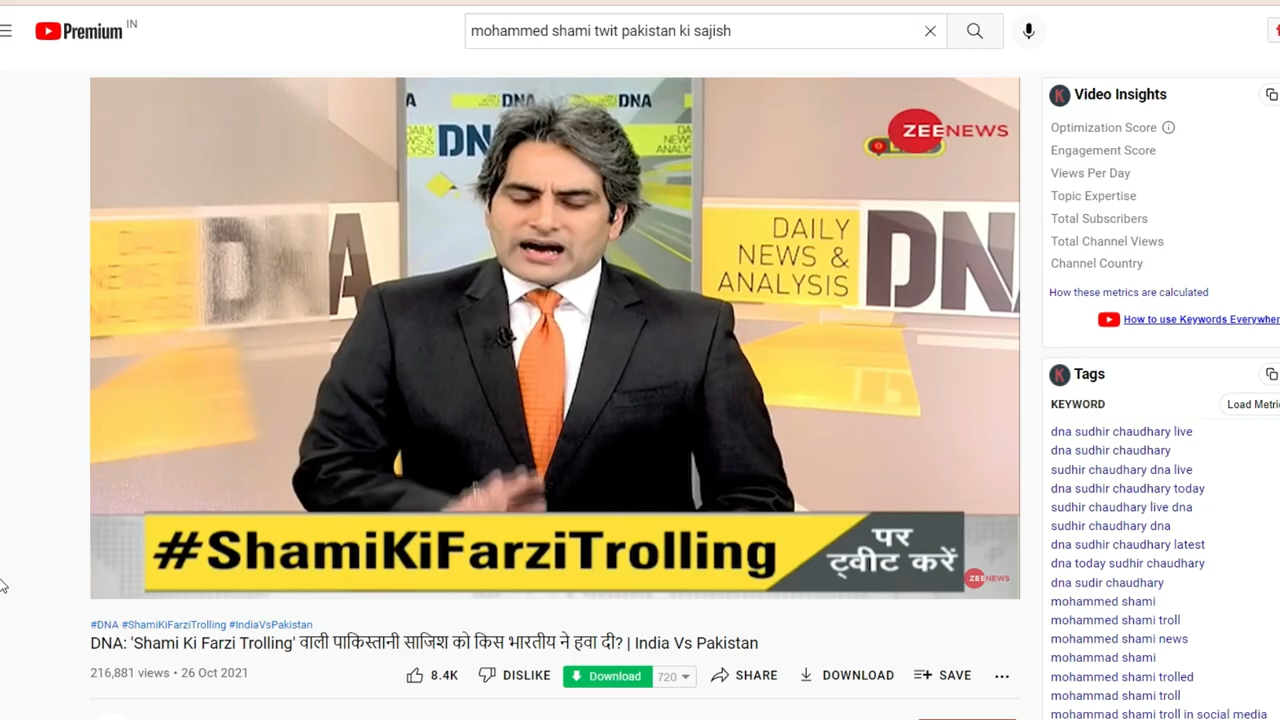 Premium IN
mohammed shami twit pakistan ki sajish
A DNA DNA
DAILY NEWS & ANALYSIS
DN
ZEENEWS
A
DAILY
NEWS &
ANALYSIS
DN
#ShamiKiFarziTrolling
पर
ट्वीट करें
ZEENEWS
#DNA #ShamiKiFarziTrolling #IndiaVsPakistan
DNA: 'Shami Ki Farzi Trolling' वाली पाकिस्तानी साजिश को किस भारतीय ने हवा दी? | India Vs Pakistan
216,881 views • 26 Oct 2021
8.4K DISLIKE Download 720 SHARE DOWNLOAD SAVE
Video Insights
Optimization Score
Engagement Score
Views Per Day
Topic Expertise
Total Subscribers
Total Channel Views
Channel Country
How these metrics are calculated
How to use Keywords Everywher
Tags
KEYWORD Load Metri
dna sudhir chaudhary live
dna sudhir chaudhary
sudhir chaudhary dna live
dna sudhir chaudhary today
sudhir chaudhary live dna
sudhir chaudhary dna
dna sudhir chaudhary latest
dna today sudhir chaudhary
dna sudir chaudhary
mohammed shami
mohammed shami troll
mohammed shami news
mohammad shami
mohammed shami trolled
mohammad shami troll
mohammad shami troll in social media